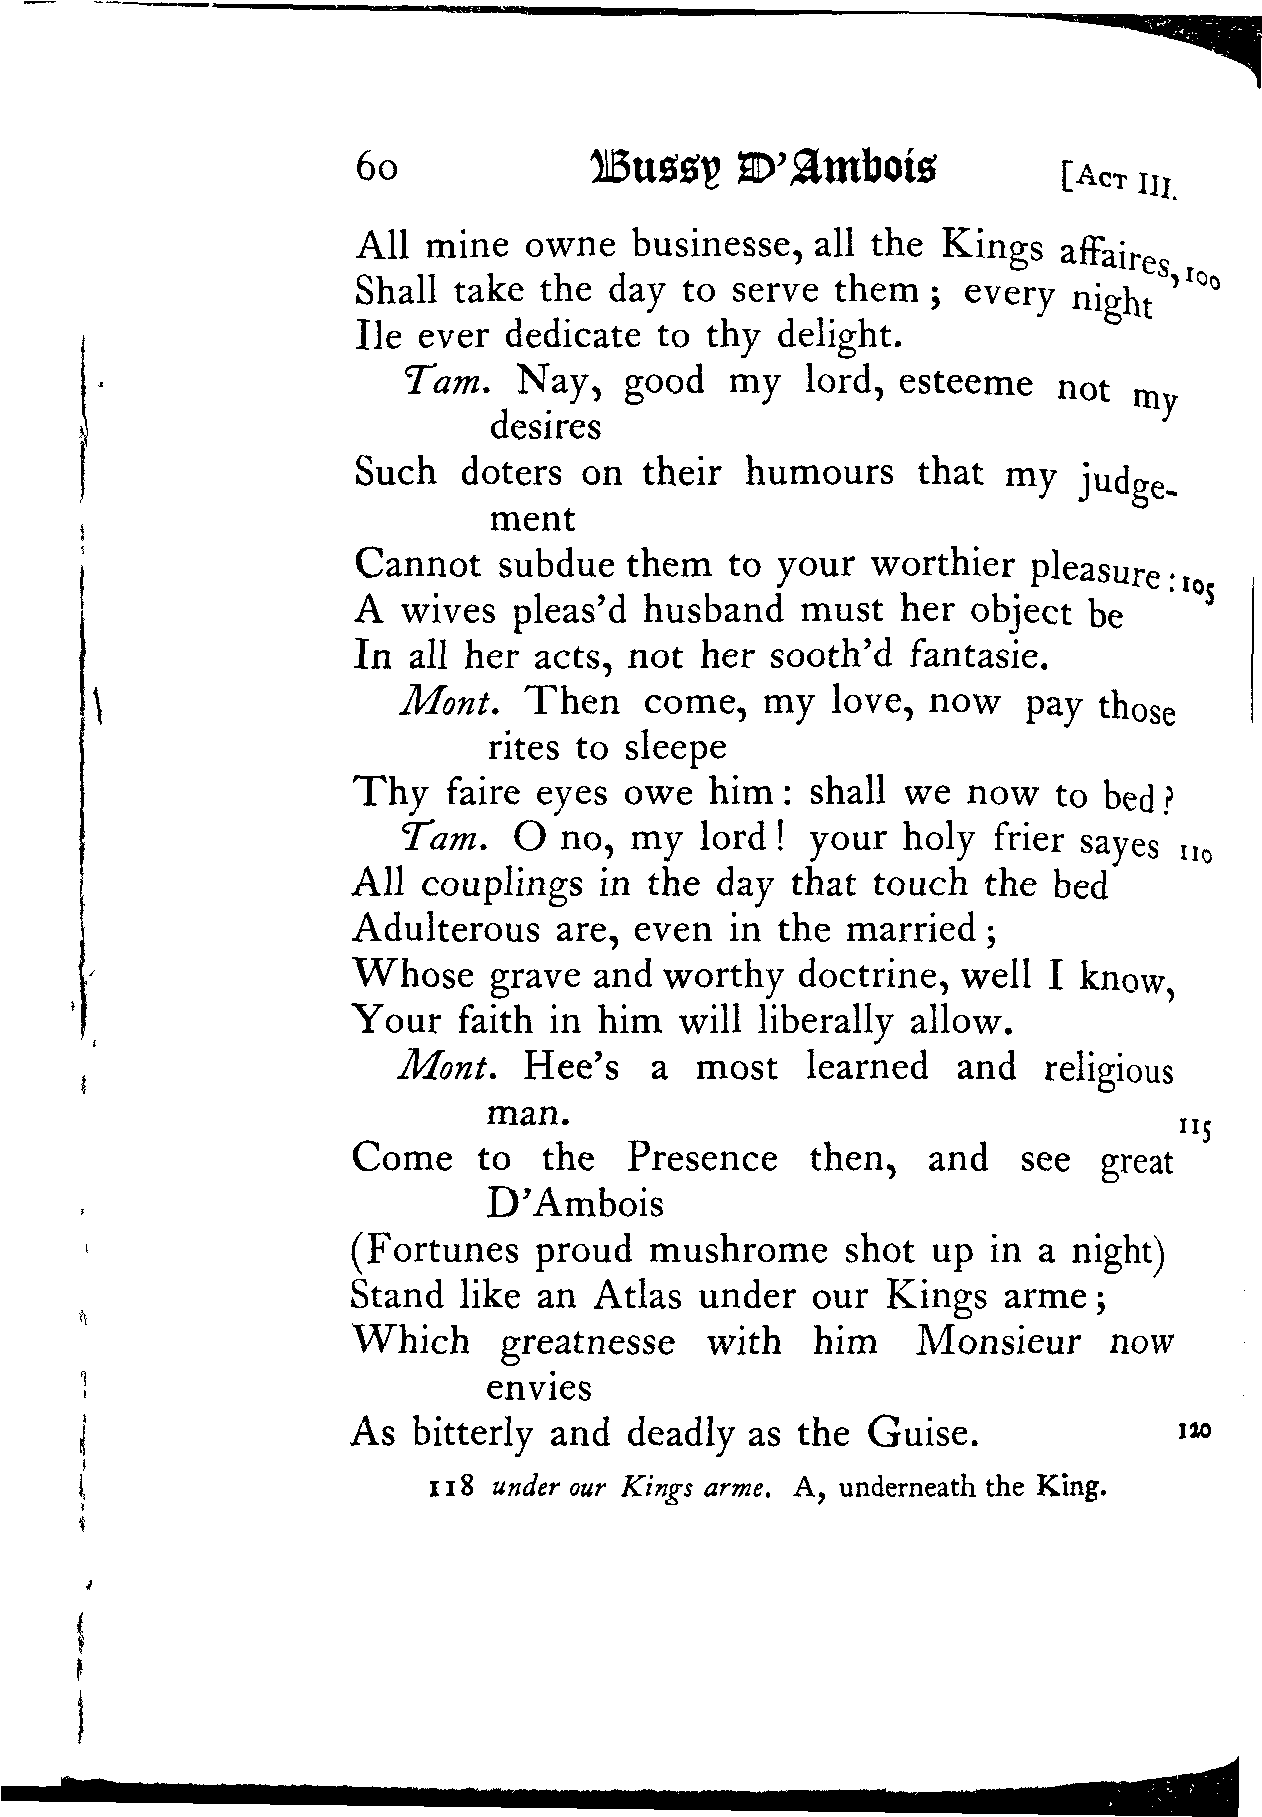 60 Bussy D'Ambois [ACT III.
All mine owne businesse, all the Kings affaires, 100
Shall take the day to serve them; every night
Ile ever dedicate to thy delight.
Tam. Nay, good my lord, esteeme not my
desires
Such doters on their humours that my judge-
ment
Cannot subdue them to your worthier pleasure: 105
A wives pleas'd husband must her object be
In all her acts, not her sooth'd fantasie.
Mont. Then come, my love, now pay those
rites to sleepe
Thy faire eyes owe him: shall we now to bed?
Tam. O no, my lord! your holy frier sayes 110
All couplings in the day that touch the bed
Adulterous are, even in the married;
Whose grave and worthy doctrine, well I know,
Your faith in him will liberally allow.
Mont. Hee's a most learned and religious
man. 115
Come to the Presence then, and see great
D'Ambois
(Fortunes proud mushrome shot up in a night)
Stand like an Atlas under our Kings arme;
Which greatnesse with him Monsieur now
envies
As bitterly and deadly as the Guise. 120
118 under our Kings arme. A, underneath the King.